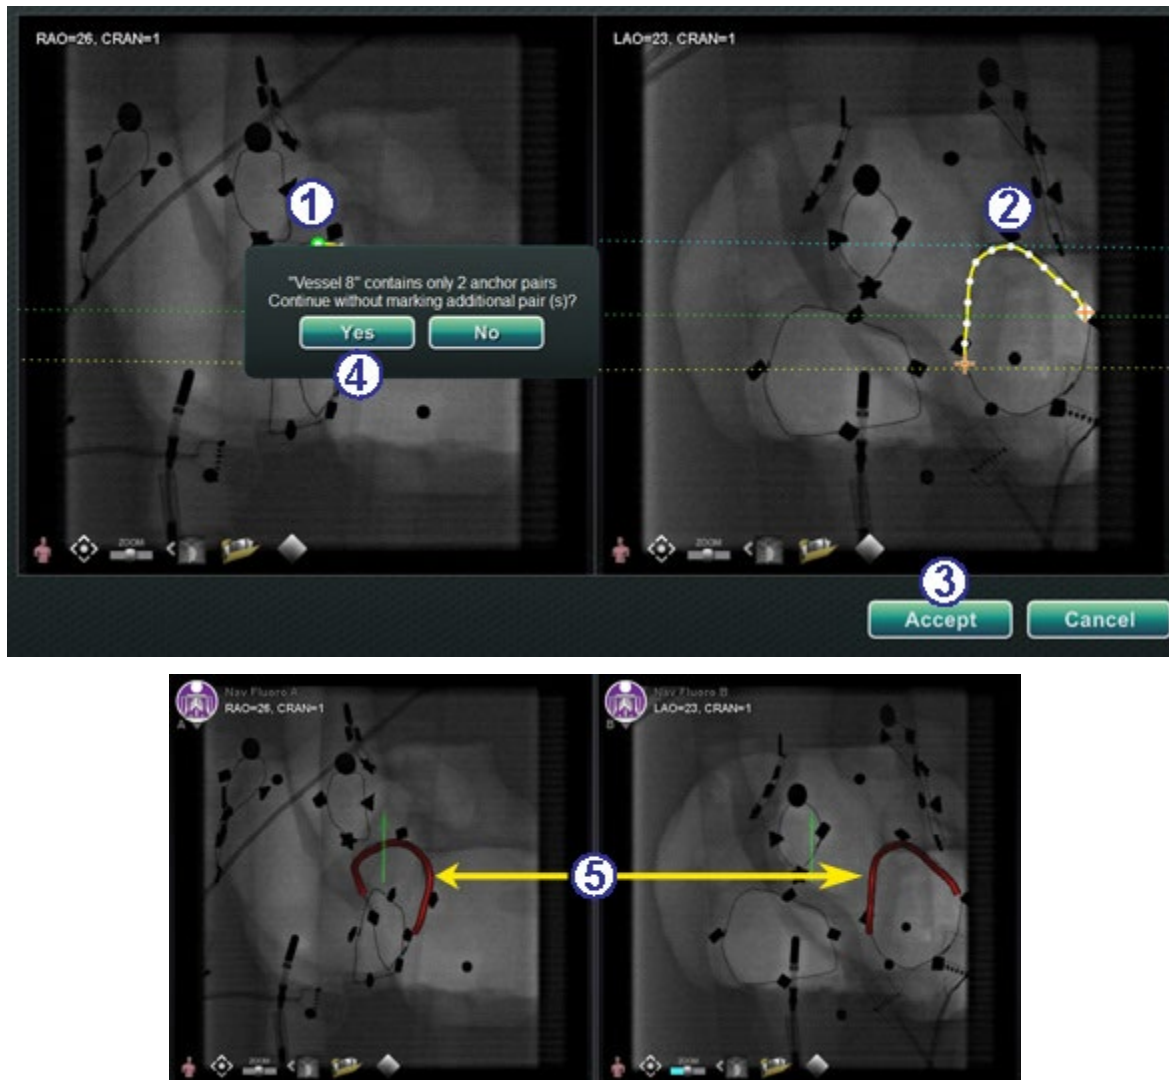 RAO=26, CRAN=1
LAO=23, CRAN=1
1
2
"Vessel 8" contains only 2 anchor pairs
Continue without marking additional pair (s)?
Yes
No
4
ZOOM
ZOOM
3
Accept
Cancel
Nav Fluoro A
RAO=26, CRAN=1
A
Nav Fluoro B
LAO=23, CRAN=1
B
5
ZOOM
ZOOM